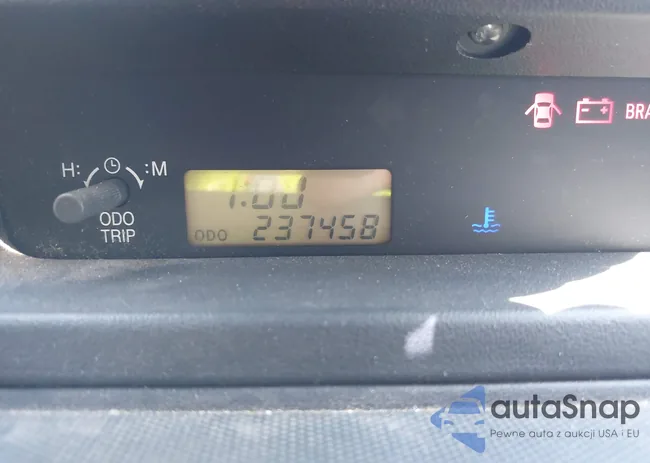 H: :M
ODO
TRIP
1:00
ODO 237458
BRA
autaSnap
Pewne auta z aukcji USA i EU